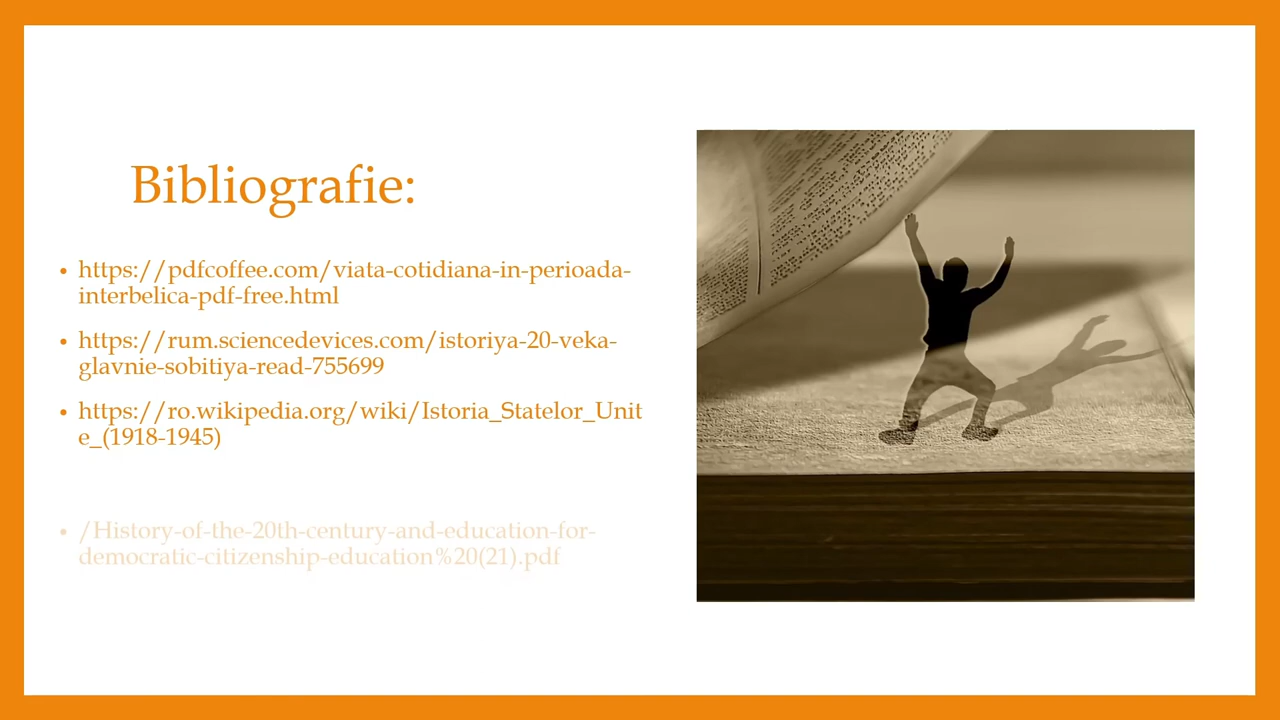 Bibliografie:
• https://pdfcoffee.com/viata-cotidiana-in-perioada-
interbelica-pdf-free.html
• https://rum.sciencedevices.com/istoriya-20-veka-
glavnie-sobitiya-read-755699
• https://ro.wikipedia.org/wiki/Istoria_Statelor_Unit
e_(1918-1945)
• /History-of-the-20th-century-and-education-for-
democratic-citizenship-education%20(21).pdf